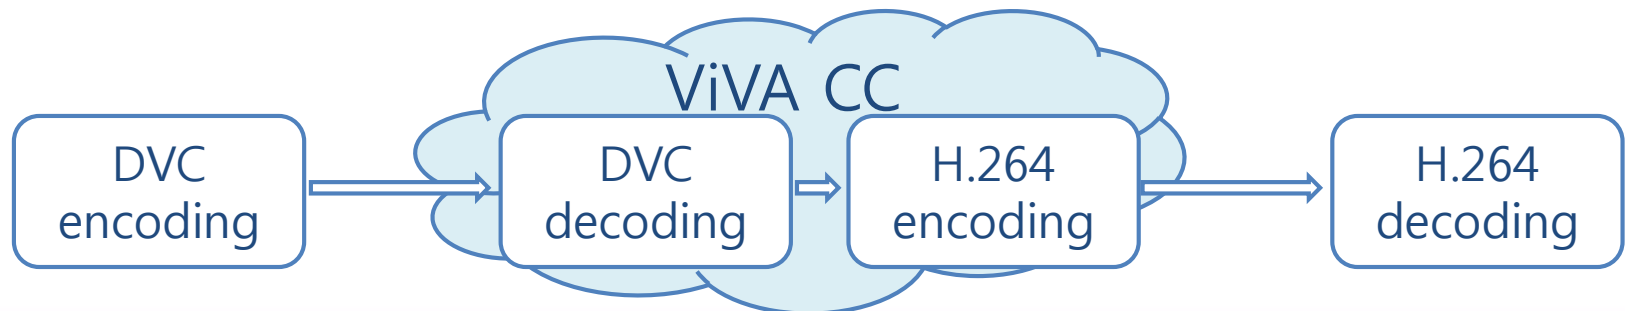 ViVA CC
DVC
encoding
DVC
decoding
H.264
encoding
H.264
decoding